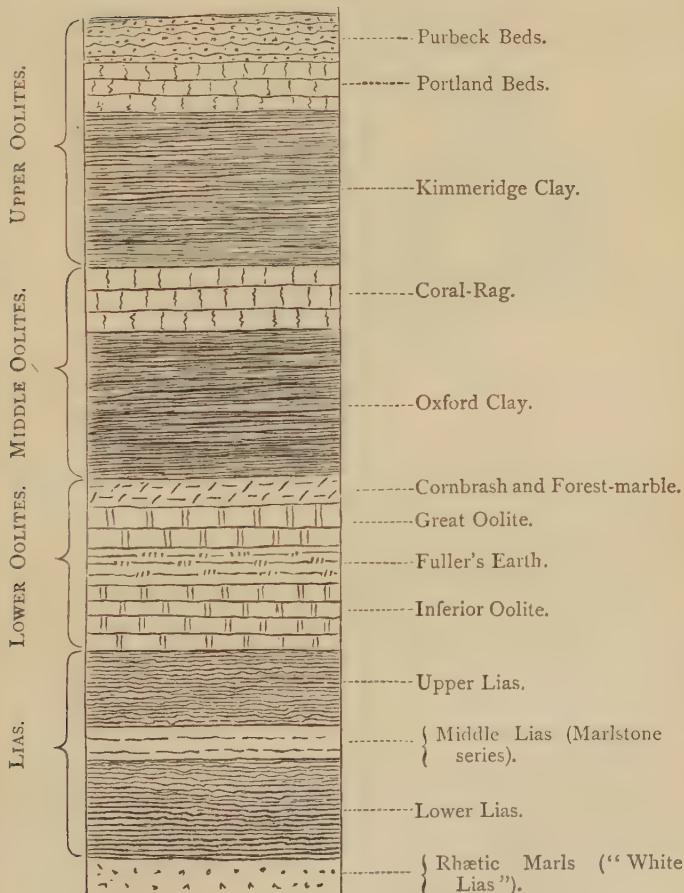 UPPER OOLITES.
Purbeck Beds.
Portland Beds.
Kimmeridge Clay.
MIDDLE OOLITES.
Coral-Rag.
Oxford Clay.
LOWER OOLITES.
Cornbrash and Forest-marble.
Great Oolite.
Fuller's Earth.
Inferior Oolite.
LIAS.
Upper Lias.
Middle Lias (Marlstone
series).
Lower Lias.
Rhætic Marls ("White
Lias").